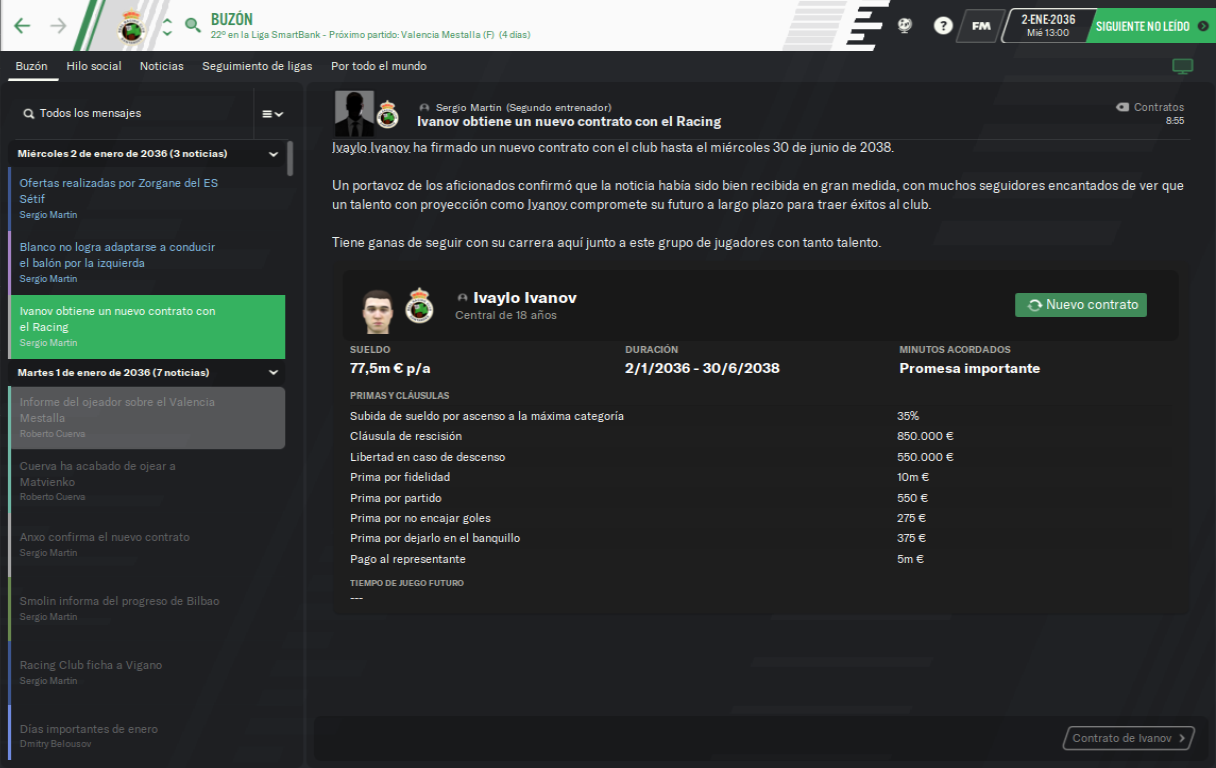 BUZÓN
22º en la Liga SmartBank - Próximo partido: Valencia Mestalla (F) (4 días)
?
FM
2-ENE-2036
Mié 13:00
SIGUIENTE NO LEÍDO
Buzón Hilo social Noticias Seguimiento de ligas Por todo el mundo
Todos los mensajes
Miércoles 2 de enero de 2036 (3 noticias)
Ofertas realizadas por Zorgane del ES
Sétif
Sergio Martín
Blanco no logra adaptarse a conducir
el balón por la izquierda
Sergio Martín
Ivanov obtiene un nuevo contrato con
el Racing
Sergio Martín
Martes 1 de enero de 2036 (7 noticias)
Informe del ojeador sobre el Valencia
Mestalla
Roberto Cuerva
Cuerva ha acabado de ojear a
Matvienko
Roberto Cuerva
Anxo confirma el nuevo contrato
Sergio Martín
Smolin informa del progreso de Bilbao
Sergio Martín
Racing Club ficha a Vigano
Sergio Martín
Días importantes de enero
Dmitry Belousov
Sergio Martín (Segundo entrenador)
Ivanov obtiene un nuevo contrato con el Racing
Contratos
8:55
Ivaylo Ivanov ha firmado un nuevo contrato con el club hasta el miércoles 30 de junio de 2038.
Un portavoz de los aficionados confirmó que la noticia había sido bien recibida en gran medida, con muchos seguidores encantados de ver que
un talento con proyección como Ivanov compromete su futuro a largo plazo para traer éxitos al club.
Tiene ganas de seguir con su carrera aquí junto a este grupo de jugadores con tanto talento.
Ivaylo Ivanov
Central de 18 años
Nuevo contrato
SUELDO DURACIÓN MINUTOS ACORDADOS
77,5m € p/a 2/1/2036 - 30/6/2038 Promesa importante
PRIMAS Y CLÁUSULAS
Subida de sueldo por ascenso a la máxima categoría 35%
Cláusula de rescisión 850.000 €
Libertad en caso de descenso 550.000 €
Prima por fidelidad 10m €
Prima por partido 550 €
Prima por no encajar goles 275 €
Prima por dejarlo en el banquillo 375 €
Pago al representante 5m €
TIEMPO DE JUEGO FUTURO
---
Contrato de Ivanov